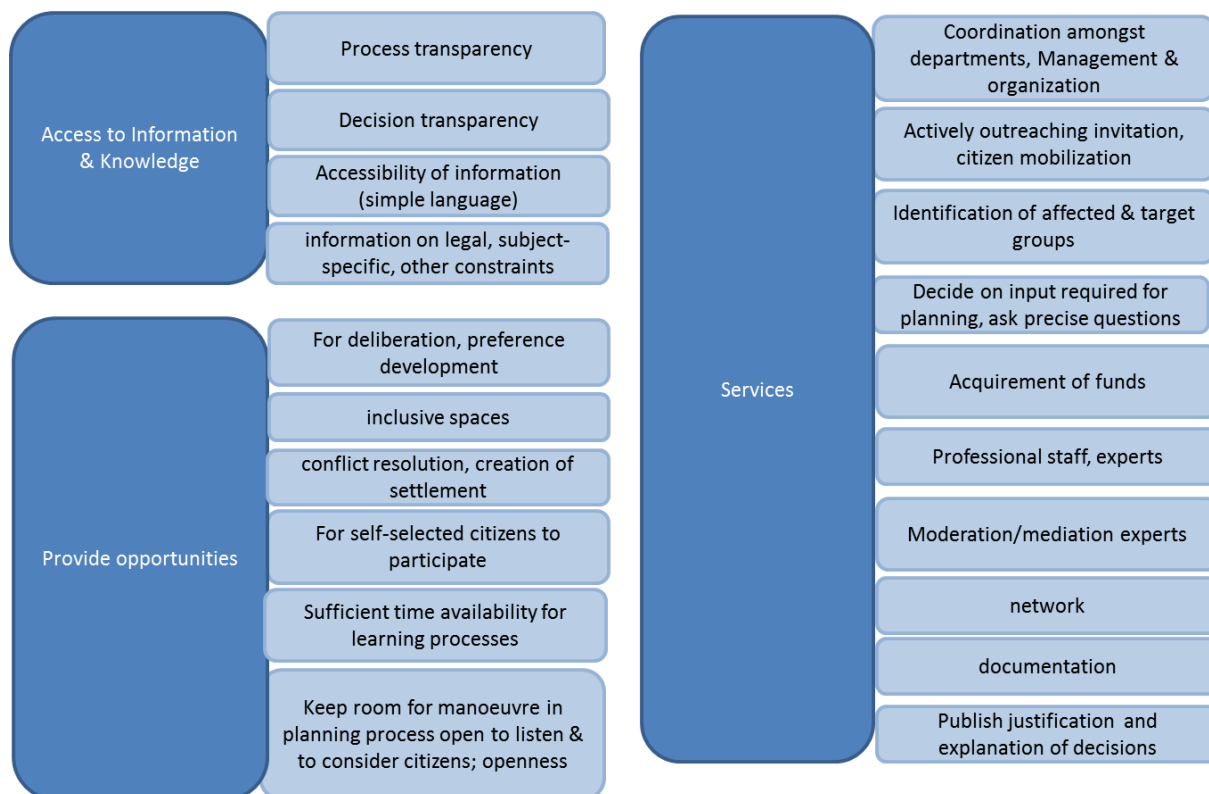 Access to Information
& Knowledge
Process transparency
Decision transparency
Accessibility of information
(simple language)
information on legal, subject-
specific, other constraints
Provide opportunities
For deliberation, preference
development
inclusive spaces
conflict resolution, creation of
settlement
For self-selected citizens to
participate
Sufficient time availability for
learning processes
Keep room for manoeuvre in
planning process open to listen &
to consider citizens; openness
Services
Coordination amongst
departments, Management &
organization
Actively outreaching invitation,
citizen mobilization
Identification of affected & target
groups
Decide on input required for
planning, ask precise questions
Acquirement of funds
Professional staff, experts
Moderation/mediation experts
network
documentation
Publish justification and
explanation of decisions